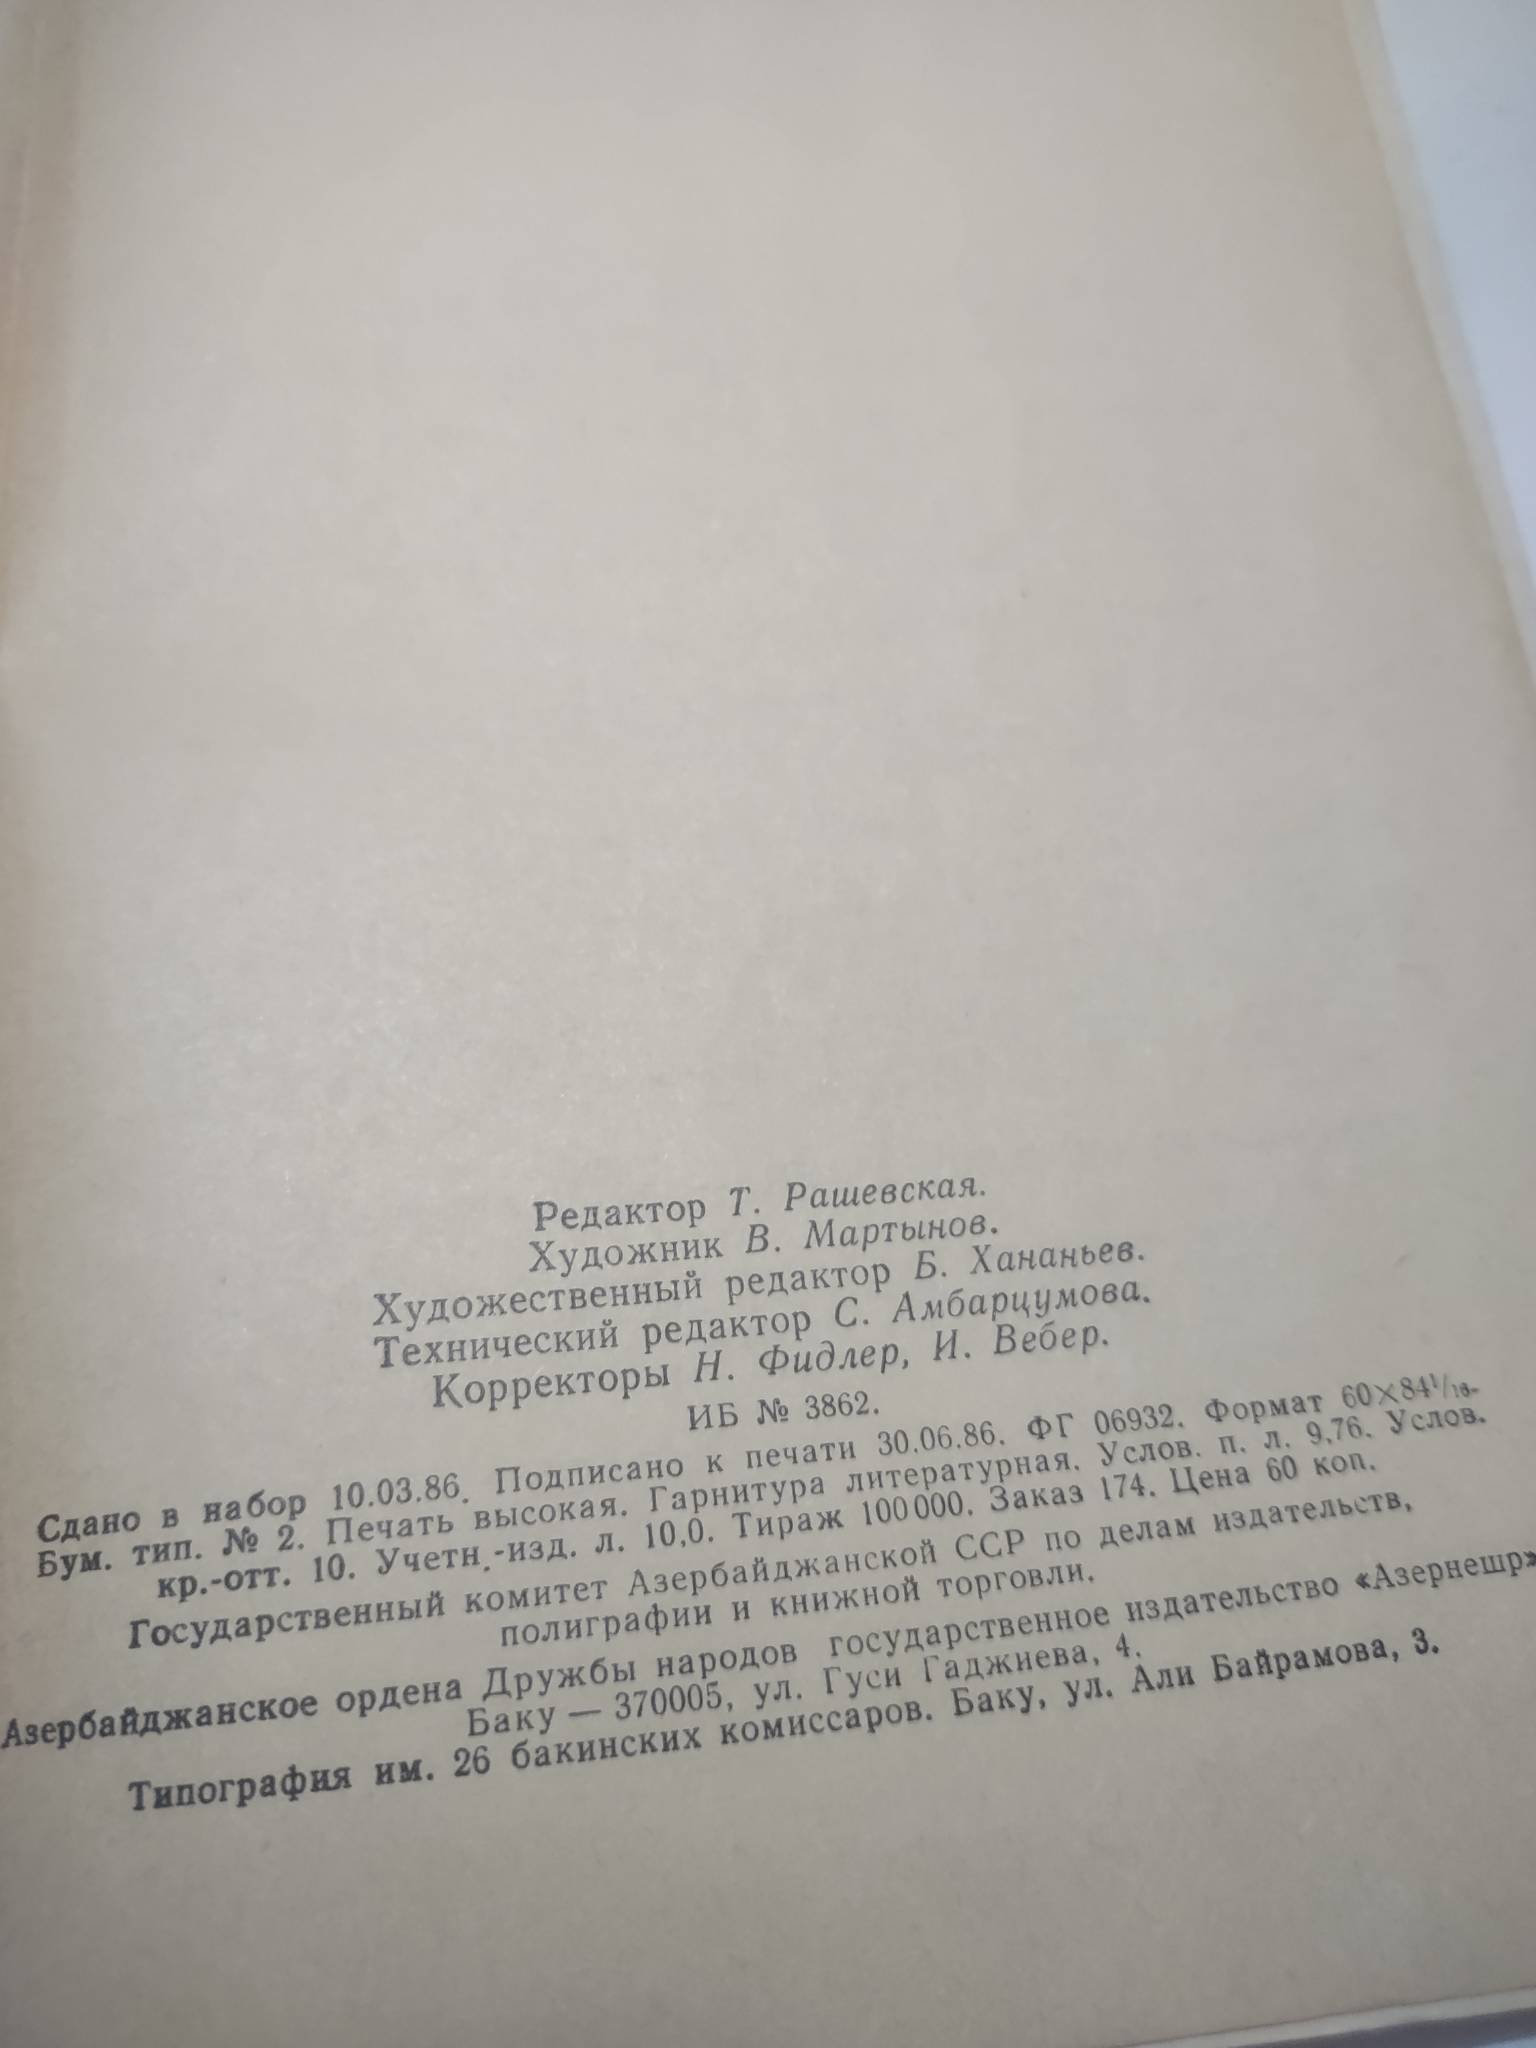 Редактор Т. Рашевская.
Художник В. Мартынов.
Художественный редактор Б. Хананьев.
Технический редактор С. Амбарцумова.
Корректоры Н. Фидлер, И. Вебер.
ИБ № 3862.
Сдано в набор 10.03.86. Подписано к печати 30.06.86. ФГ 06932. Формат 60×84¹/₁₆.
Бум. тип. № 2. Печать высокая. Гарнитура литературная. Услов. п. л. 9,76. Услов.
кр.-отт. 10. Учетн.-изд. л. 10,0. Тираж 100000. Заказ 174. Цена 60 коп.
Государственный комитет Азербайджанской ССР по делам издательств,
полиграфии и книжной торговли.
Азербайджанское ордена Дружбы народов государственное издательство «Азернешр»
Баку — 370005, ул. Гуси Гаджиева, 4.
Типография им. 26 бакинских комиссаров. Баку, ул. Али Байрамова, 3.